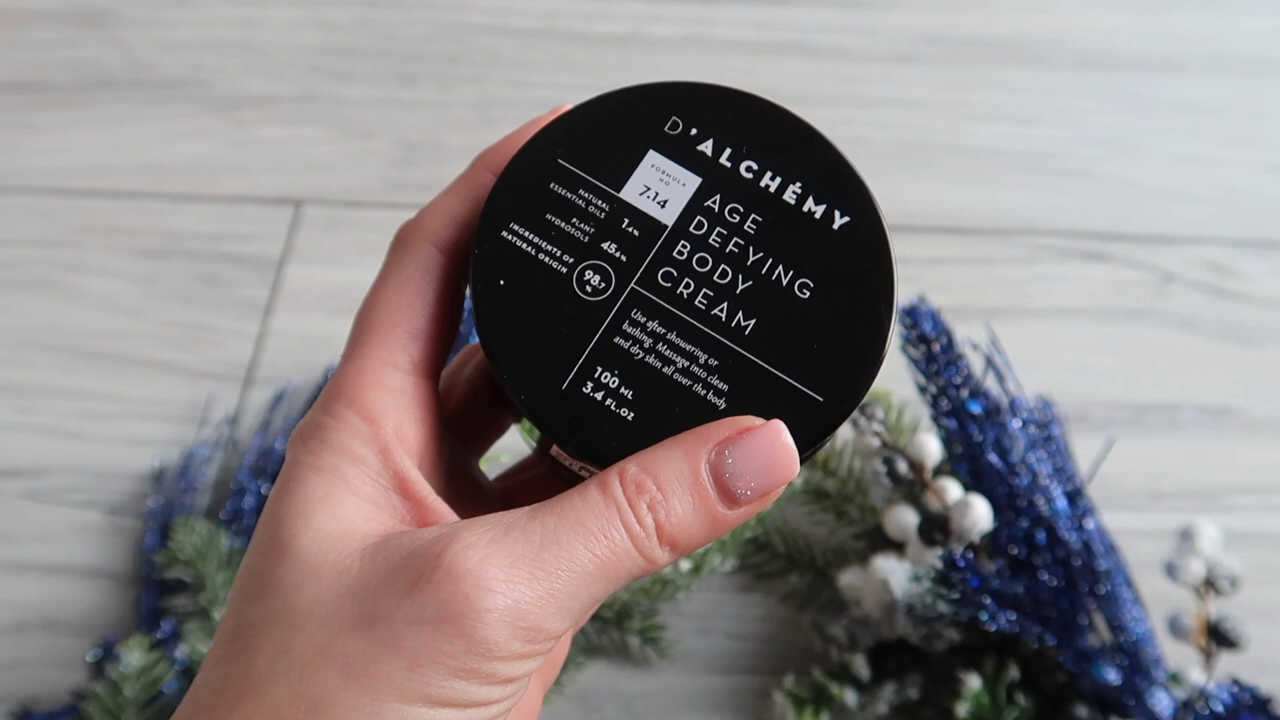 D'ALCHÉMY
FORMULA
NO
7.14
AGE
DEFYING
BODY
CREAM
NATURAL
ESSENTIAL OILS 1.4%
PLANT
HYDROSOLS 45.6%
INGREDIENTS OF
NATURAL ORIGIN 98.7
%
Use after showering or
bathing. Massage into clean
and dry skin all over the body
100 ML
3.4 FL.OZ